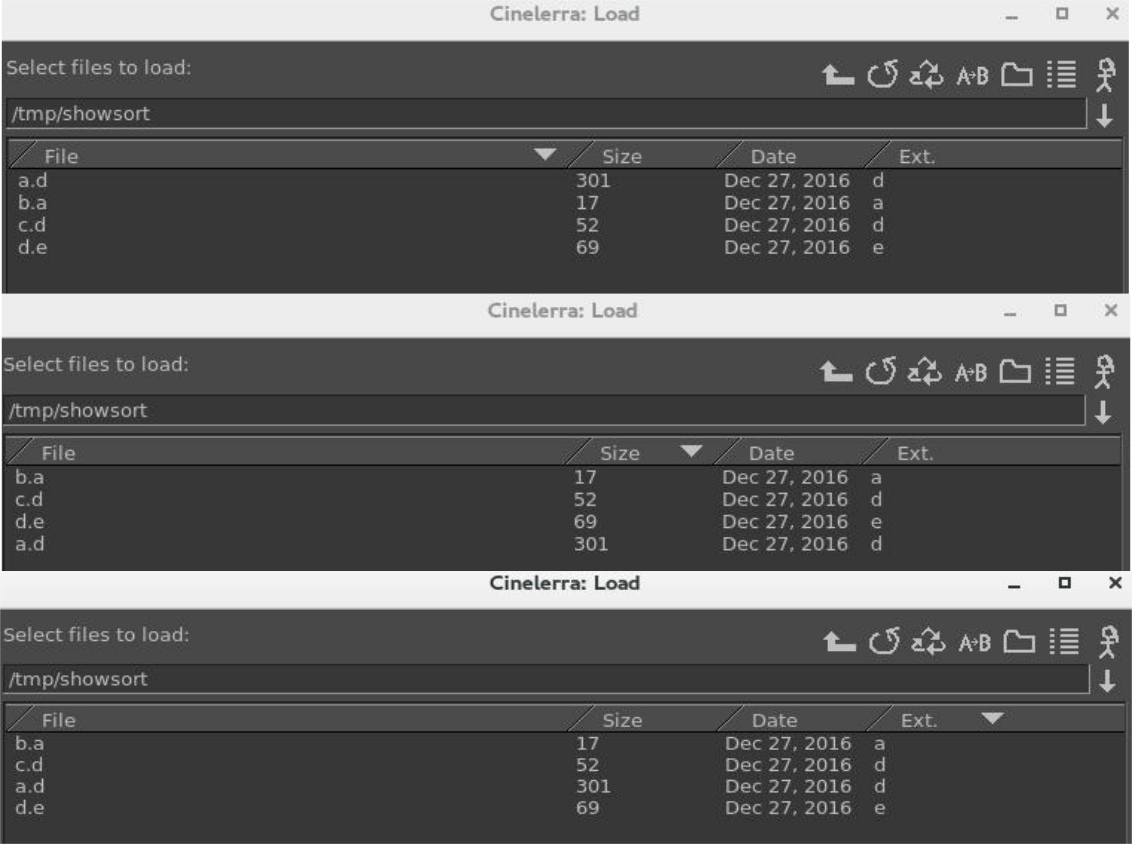 Cinelerra: Load
Select files to load:
A→B
/tmp/showsort
File Size Date Ext.
a.d 301 Dec 27, 2016 d
b.a 17 Dec 27, 2016 a
c.d 52 Dec 27, 2016 d
d.e 69 Dec 27, 2016 e
Cinelerra: Load
Select files to load:
A→B
/tmp/showsort
File Size Date Ext.
b.a 17 Dec 27, 2016 a
c.d 52 Dec 27, 2016 d
d.e 69 Dec 27, 2016 e
a.d 301 Dec 27, 2016 d
Cinelerra: Load
Select files to load:
A→B
/tmp/showsort
File Size Date Ext.
b.a 17 Dec 27, 2016 a
c.d 52 Dec 27, 2016 d
a.d 301 Dec 27, 2016 d
d.e 69 Dec 27, 2016 e